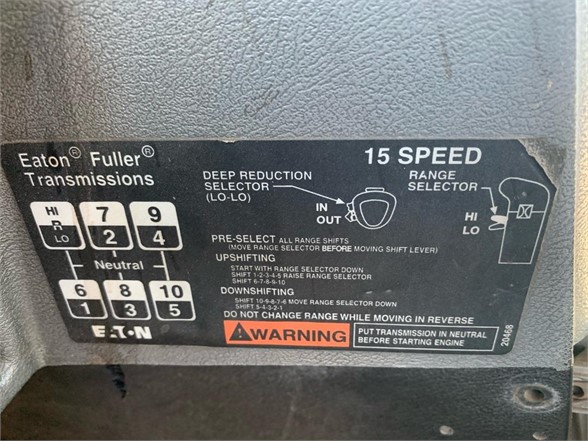 Eaton® Fuller®
Transmissions
15 SPEED
DEEP REDUCTION
SELECTOR
(LO-LO)
IN
OUT
RANGE
SELECTOR
HI
LO
HI 7 9
R
LO 2 4
Neutral
6 8 10
1 3 5
EATON
PRE-SELECT ALL RANGE SHIFTS
(MOVE RANGE SELECTOR BEFORE MOVING SHIFT LEVER)
UPSHIFTING
START WITH RANGE SELECTOR DOWN
SHIFT 1-2-3-4-5 RAISE RANGE SELECTOR
SHIFT 6-7-8-9-10
DOWNSHIFTING
SHIFT 10-9-8-7-6 MOVE RANGE SELECTOR DOWN
SHIFT 5-4-3-2-1
DO NOT CHANGE RANGE WHILE MOVING IN REVERSE
WARNING
PUT TRANSMISSION IN NEUTRAL
BEFORE STARTING ENGINE
20468